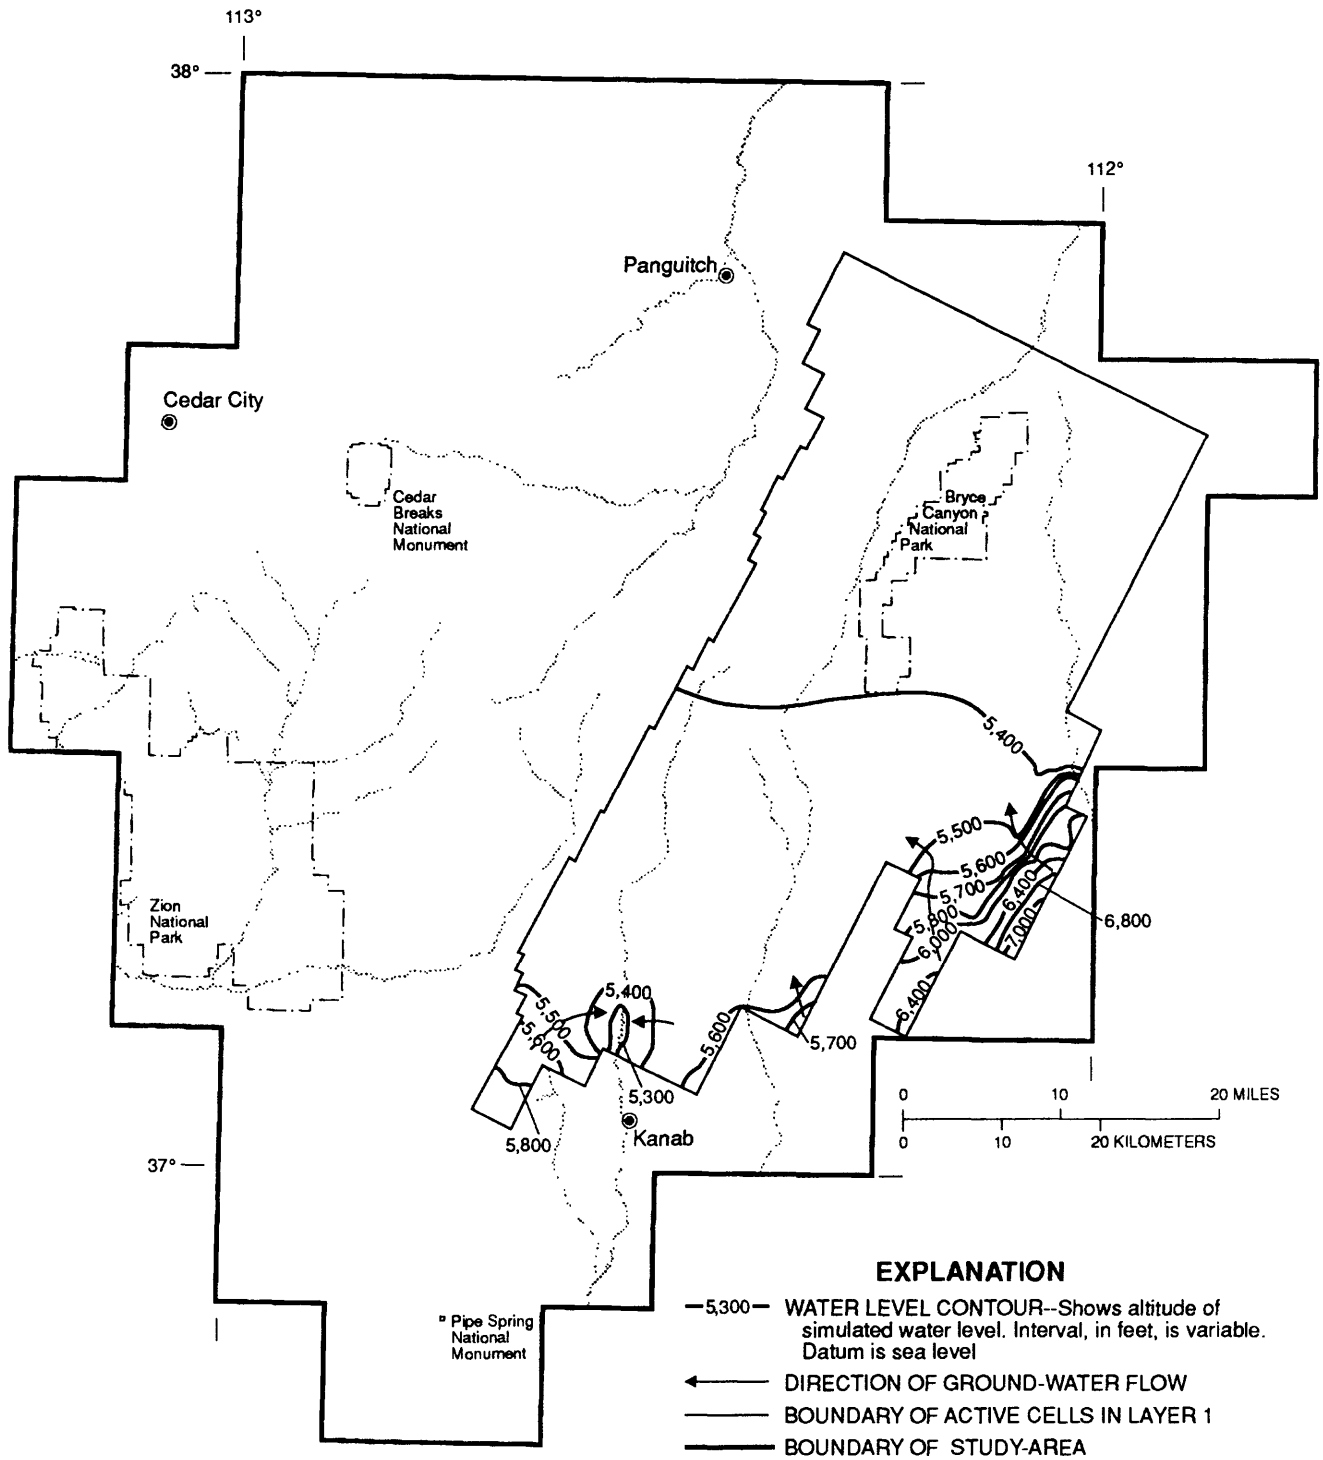 113°
38°
112°
Panguitch
Cedar City
Cedar
Breaks
National
Monument
Bryce
Canyon
National
Park
5,400
5,500
5,600
5,700
5,800
6,000
6,400
6,400
7,000
6,800
Zion
National
Park
5,400
5,500
5,600
5,600
5,700
5,300
5,800
Kanab
0 10 20 MILES
0 10 20 KILOMETERS
37°
Pipe Spring
National
Monument
EXPLANATION
5,300 WATER LEVEL CONTOUR--Shows altitude of
simulated water level. Interval, in feet, is variable.
Datum is sea level
DIRECTION OF GROUND-WATER FLOW
BOUNDARY OF ACTIVE CELLS IN LAYER 1
BOUNDARY OF STUDY-AREA